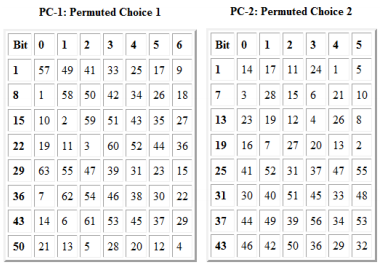 PC-1: Permuted Choice 1
Bit 0 1 2 3 4 5 6
1 57 49 41 33 25 17 9
8 1 58 50 42 34 26 18
15 10 2 59 51 43 35 27
22 19 11 3 60 52 44 36
29 63 55 47 39 31 23 15
36 7 62 54 46 38 30 22
43 14 6 61 53 45 37 29
50 21 13 5 28 20 12 4
PC-2: Permuted Choice 2
Bit 0 1 2 3 4 5
1 14 17 11 24 1 5
7 3 28 15 6 21 10
13 23 19 12 4 26 8
19 16 7 27 20 13 2
25 41 52 31 37 47 55
31 30 40 51 45 33 48
37 44 49 39 56 34 53
43 46 42 50 36 29 32